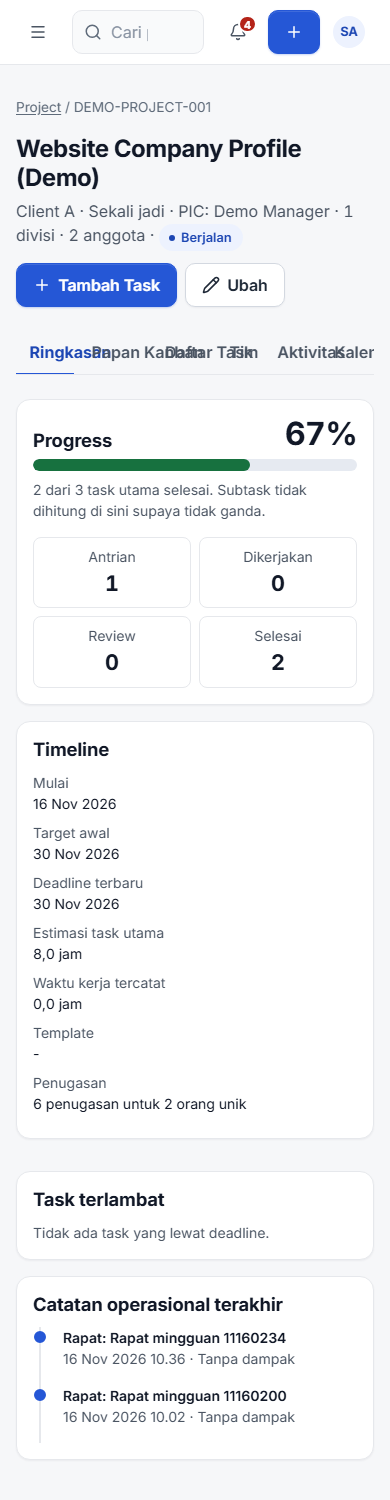 Cari
4
SA
Project / DEMO-PROJECT-001
Website Company Profile
(Demo)
Client A · Sekali jadi · PIC: Demo Manager · 1
divisi · 2 anggota · Berjalan
+ Tambah Task
Ubah
Ringkasan Papan Kanban Daftar Task Tim Aktivitas Kalen
Progress 67%
2 dari 3 task utama selesai. Subtask tidak
dihitung di sini supaya tidak ganda.
Antrian
1
Dikerjakan
0
Review
0
Selesai
2
Timeline
Mulai
16 Nov 2026
Target awal
30 Nov 2026
Deadline terbaru
30 Nov 2026
Estimasi task utama
8,0 jam
Waktu kerja tercatat
0,0 jam
Template
-
Penugasan
6 penugasan untuk 2 orang unik
Task terlambat
Tidak ada task yang lewat deadline.
Catatan operasional terakhir
Rapat: Rapat mingguan 11160234
16 Nov 2026 10.36 · Tanpa dampak
Rapat: Rapat mingguan 11160200
16 Nov 2026 10.02 · Tanpa dampak